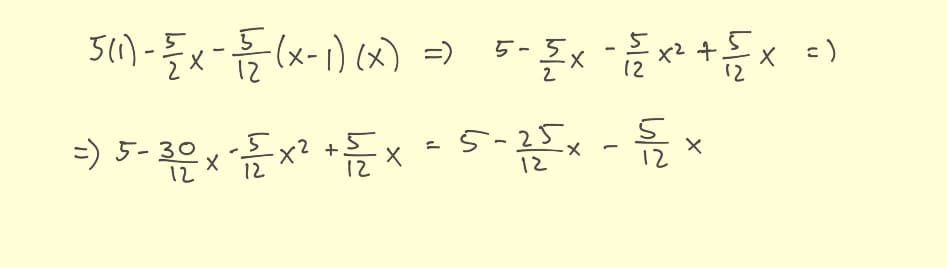 5(1) - 5/2 x - 5/12 (x-1)(x) => 5 - 5/2 x - 5/12 x² + 5/12 x =>
=> 5 - 30/12 x - 5/12 x² + 5/12 x = 5 - 25/12 x - 5/12 x